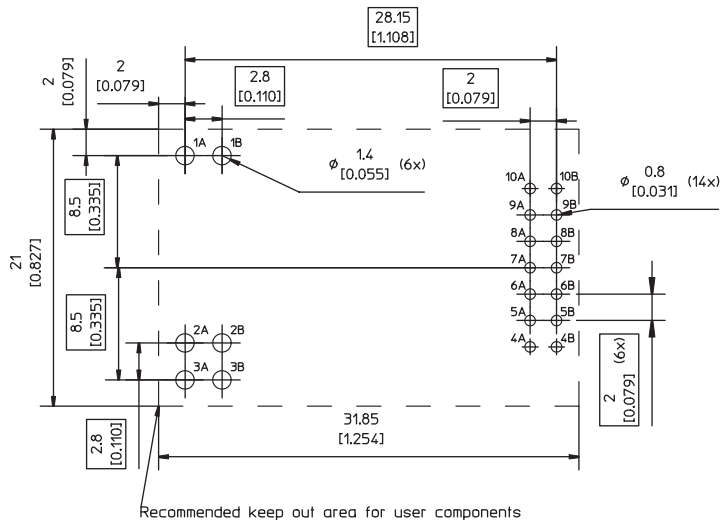 28.15
[1.108]
2
[0.079]
2
[0.079]
2.8
[0.110]
2
[0.079]
1A 1B
ø 1.4 (6x)
[0.055]
ø 0.8 (14x)
[0.031]
10A 10B
9A 9B
8A 8B
7A 7B
6A 6B
5A 5B
4A 4B
8.5
[0.335]
21
[0.827]
8.5
[0.335]
2A 2B
3A 3B
2 (6x)
[0.079]
2.8
[0.110]
31.85
[1.254]
Recommended keep out area for user components